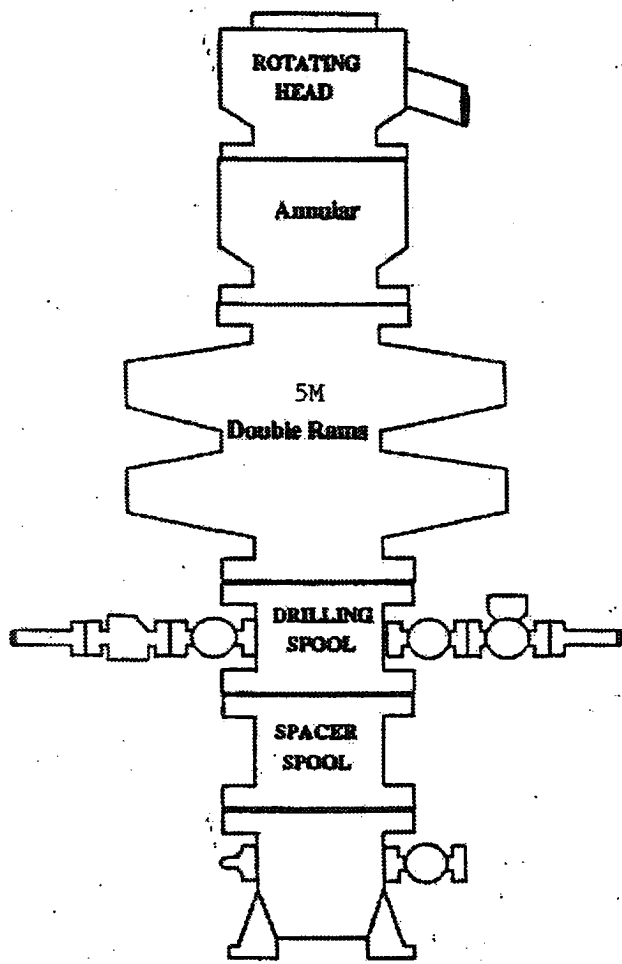 ROTATING
HEAD
Annular
5M
Double Rams
DRILLING
SPOOL
SPACER
SPOOL